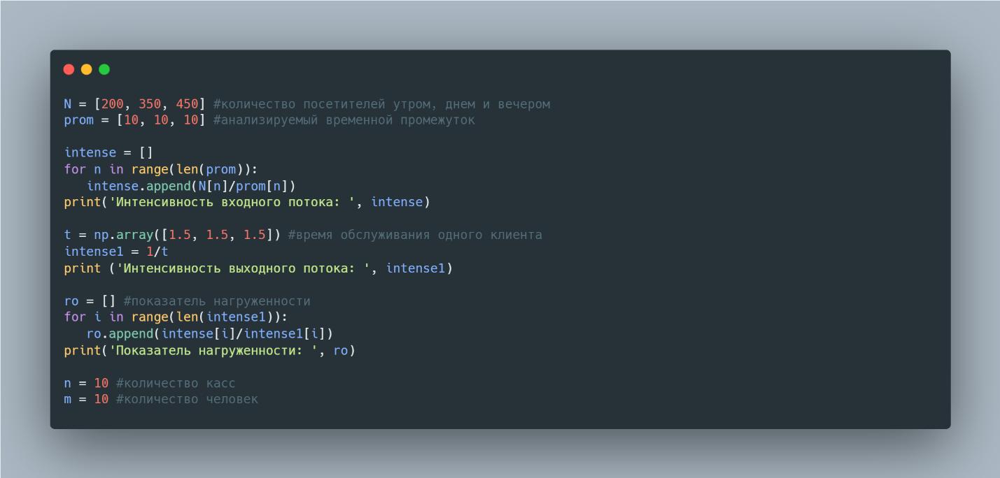 N = [200, 350, 450] #количество посетителей утром, днем и вечером
prom = [10, 10, 10] #анализируемый временной промежуток
intense = []
for n in range(len(prom)):
   intense.append(N[n]/prom[n])
print('Интенсивность входного потока: ', intense)
t = np.array([1.5, 1.5, 1.5]) #время обслуживания одного клиента
intense1 = 1/t
print ('Интенсивность выходного потока: ', intense1)
ro = [] #показатель нагруженности
for i in range(len(intense1)):
   ro.append(intense[i]/intense1[i])
print('Показатель нагруженности: ', ro)
n = 10 #количество касс
m = 10 #количество человек